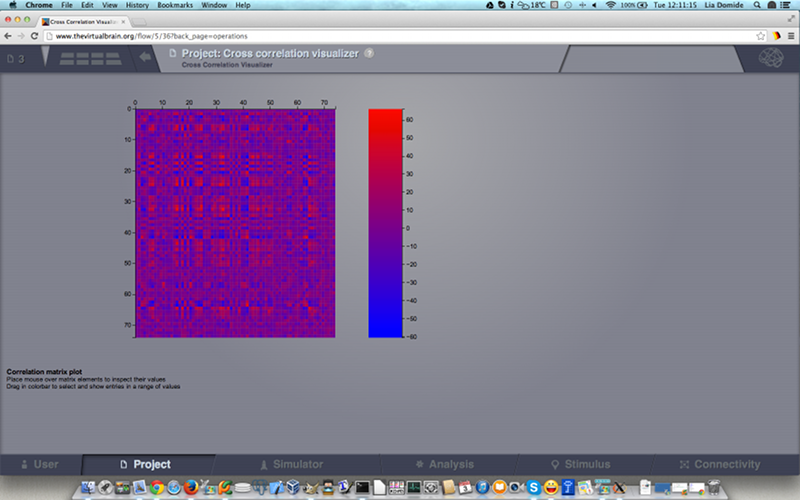 Chrome File Edit View History Bookmarks Window Help
18°C 100% Tue 12:11:15 Lia Domide
Cross Correlation Visualiz
www.thevirtualbrain.org/flow/5/36?back_page=operations
3
Project: Cross correlation visualizer ?
Cross Correlation Visualizer
0 10 20 30 40 50 60 70
0
10
20
30
40
50
60
70
60
50
40
30
20
10
0
−10
−20
−30
−40
−50
−60
Correlation matrix plot
Place mouse over matrix elements to inspect their values
Drag in colorbar to select and show entries in a range of values
User Project Simulator Analysis Stimulus Connectivity